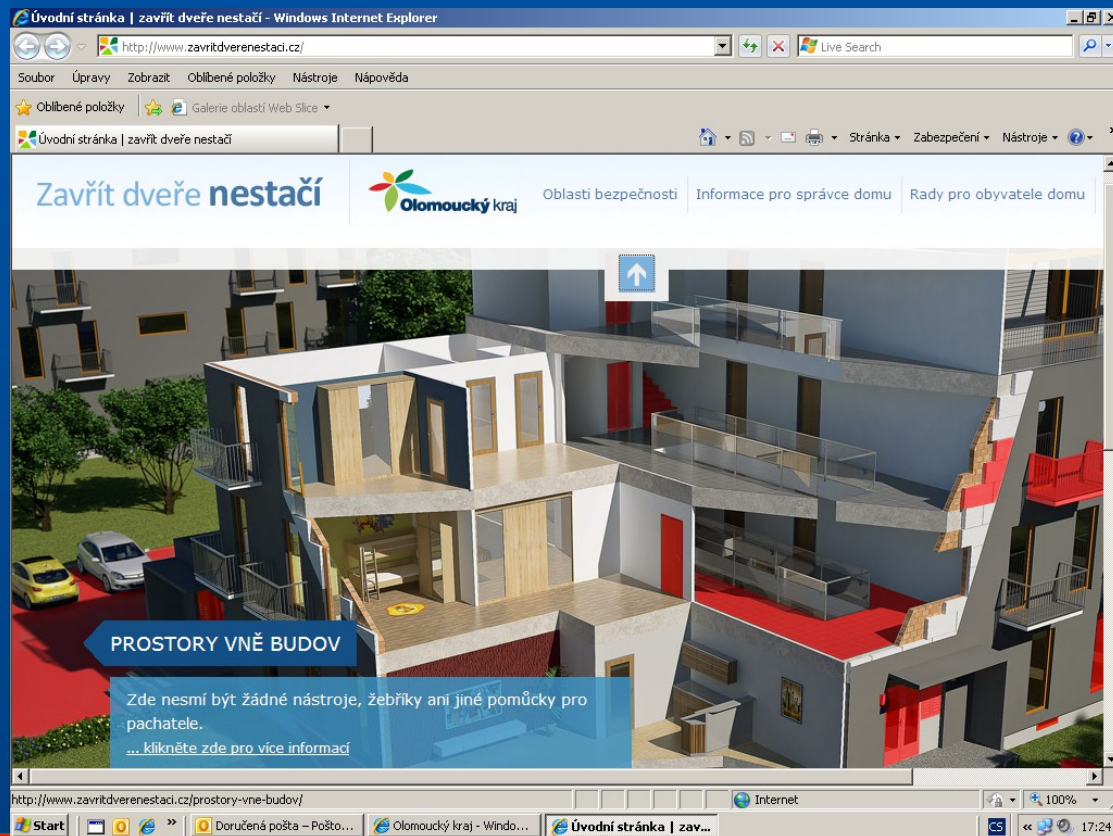 Úvodní stránka | zavřít dveře nestačí - Windows Internet Explorer
http://www.zavritdverenestaci.cz/
Live Search
Soubor Úpravy Zobrazit Oblíbené položky Nástroje Nápověda
Oblíbené položky Galerie oblastí Web Slice
Úvodní stránka | zavřít dveře nestačí
Stránka Zabezpečení Nástroje
Zavřít dveře nestačí
Olomoucký kraj
Oblasti bezpečnosti Informace pro správce domu Rady pro obyvatele domu
PROSTORY VNĚ BUDOV
Zde nesmí být žádné nástroje, žebříky ani jiné pomůcky pro
pachatele.
... klikněte zde pro více informací
http://www.zavritdverenestaci.cz/prostory-vne-budov/
Internet
100%
Start
Doručená pošta – Pošto...
Olomoucký kraj - Windo...
Úvodní stránka | zav...
CS
17:24